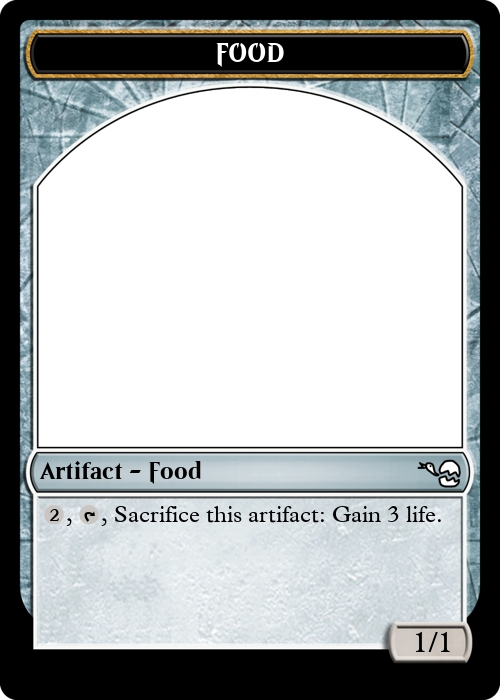 FOOD
Artifact – Food
2, , Sacrifice this artifact: Gain 3 life.
1/1